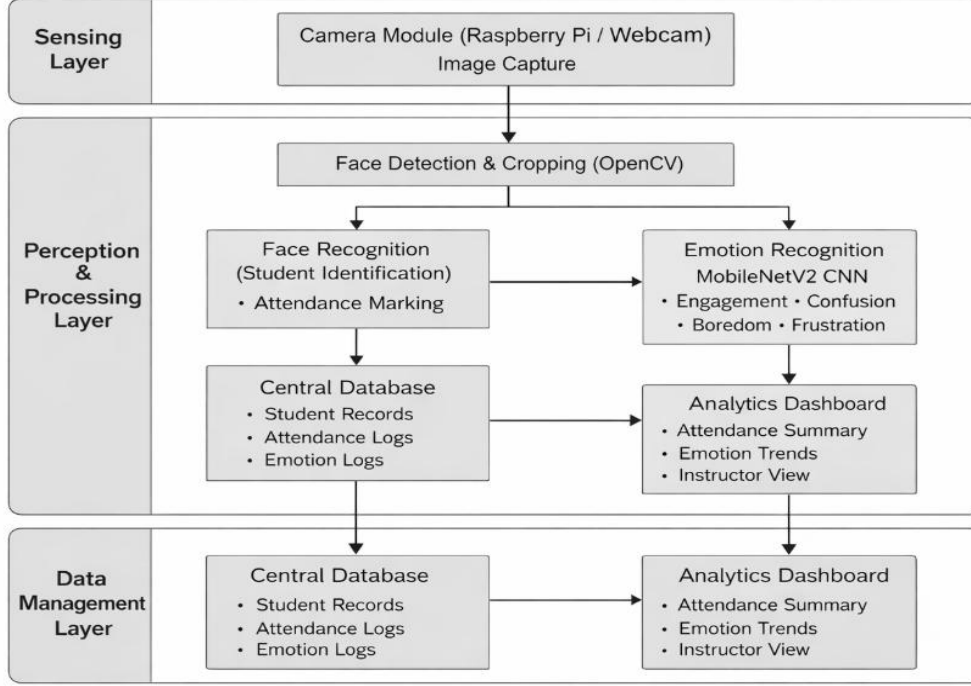 Sensing
Layer
Camera Module (Raspberry Pi / Webcam)
Image Capture
Perception
&
Processing
Layer
Face Detection & Cropping (OpenCV)
Face Recognition
(Student Identification)
• Attendance Marking
Emotion Recognition
MobileNetV2 CNN
• Engagement • Confusion
• Boredom • Frustration
Central Database
• Student Records
• Attendance Logs
• Emotion Logs
Analytics Dashboard
• Attendance Summary
• Emotion Trends
• Instructor View
Data
Management
Layer
Central Database
• Student Records
• Attendance Logs
• Emotion Logs
Analytics Dashboard
• Attendance Summary
• Emotion Trends
• Instructor View